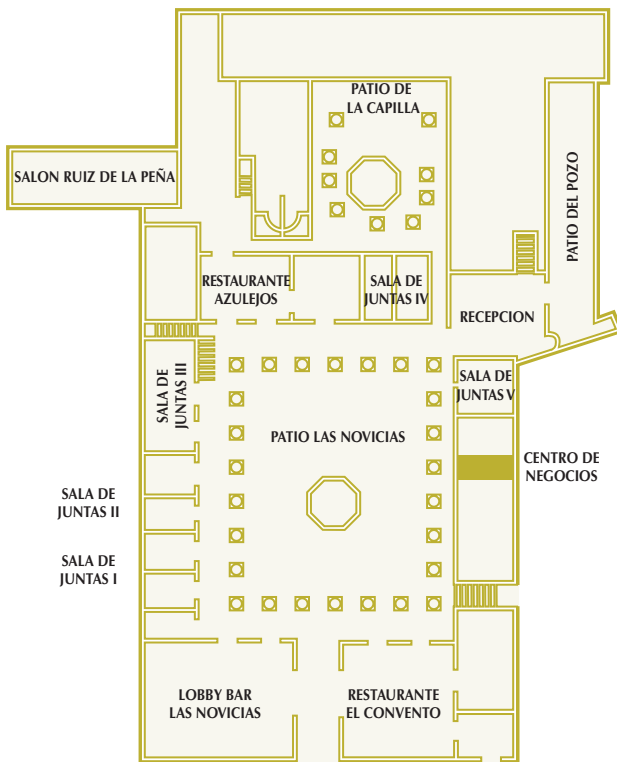 PATIO DE
LA CAPILLA
SALON RUIZ DE LA PEÑA
PATIO DEL POZO
RESTAURANTE
AZULEJOS
SALA DE
JUNTAS IV
RECEPCION
SALA DE
JUNTAS III
SALA DE
JUNTAS V
PATIO LAS NOVICIAS
CENTRO DE
NEGOCIOS
SALA DE
JUNTAS II
SALA DE
JUNTAS I
LOBBY BAR
LAS NOVICIAS
RESTAURANTE
EL CONVENTO